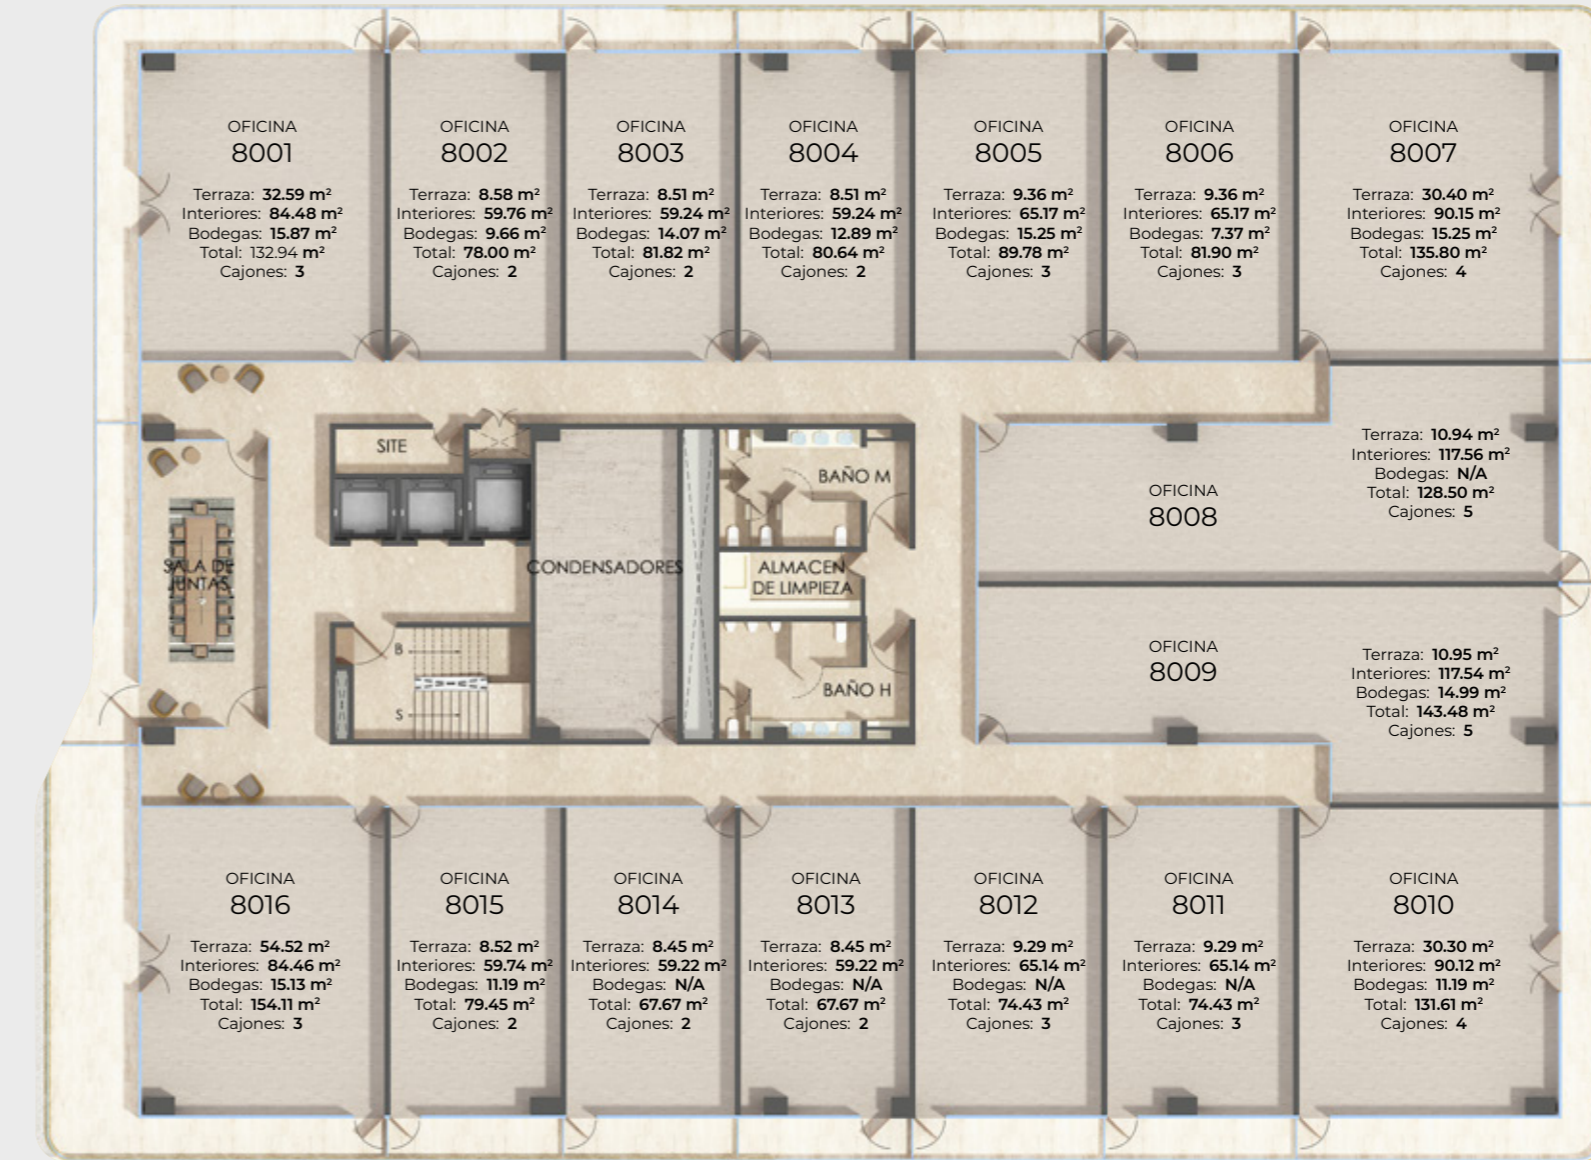 OFICINA
8001
Terraza: 32.59 m²
Interiores: 84.48 m²
Bodegas: 15.87 m²
Total: 132.94 m²
Cajones: 3
OFICINA
8002
Terraza: 8.58 m²
Interiores: 59.76 m²
Bodegas: 9.66 m²
Total: 78.00 m²
Cajones: 2
OFICINA
8003
Terraza: 8.51 m²
Interiores: 59.24 m²
Bodegas: 14.07 m²
Total: 81.82 m²
Cajones: 2
OFICINA
8004
Terraza: 8.51 m²
Interiores: 59.24 m²
Bodegas: 12.89 m²
Total: 80.64 m²
Cajones: 2
OFICINA
8005
Terraza: 9.36 m²
Interiores: 65.17 m²
Bodegas: 15.25 m²
Total: 89.78 m²
Cajones: 3
OFICINA
8006
Terraza: 9.36 m²
Interiores: 65.17 m²
Bodegas: 7.37 m²
Total: 81.90 m²
Cajones: 3
OFICINA
8007
Terraza: 30.40 m²
Interiores: 90.15 m²
Bodegas: 15.25 m²
Total: 135.80 m²
Cajones: 4
SITE
BAÑO M
OFICINA
8008
Terraza: 10.94 m²
Interiores: 117.56 m²
Bodegas: N/A
Total: 128.50 m²
Cajones: 5
SALA DE
JUNTAS
CONDENSADORES
ALMACEN
DE LIMPIEZA
B
S
BAÑO H
OFICINA
8009
Terraza: 10.95 m²
Interiores: 117.54 m²
Bodegas: 14.99 m²
Total: 143.48 m²
Cajones: 5
OFICINA
8016
Terraza: 54.52 m²
Interiores: 84.46 m²
Bodegas: 15.13 m²
Total: 154.11 m²
Cajones: 3
OFICINA
8015
Terraza: 8.52 m²
Interiores: 59.74 m²
Bodegas: 11.19 m²
Total: 79.45 m²
Cajones: 2
OFICINA
8014
Terraza: 8.45 m²
Interiores: 59.22 m²
Bodegas: N/A
Total: 67.67 m²
Cajones: 2
OFICINA
8013
Terraza: 8.45 m²
Interiores: 59.22 m²
Bodegas: N/A
Total: 67.67 m²
Cajones: 2
OFICINA
8012
Terraza: 9.29 m²
Interiores: 65.14 m²
Bodegas: N/A
Total: 74.43 m²
Cajones: 3
OFICINA
8011
Terraza: 9.29 m²
Interiores: 65.14 m²
Bodegas: N/A
Total: 74.43 m²
Cajones: 3
OFICINA
8010
Terraza: 30.30 m²
Interiores: 90.12 m²
Bodegas: 11.19 m²
Total: 131.61 m²
Cajones: 4